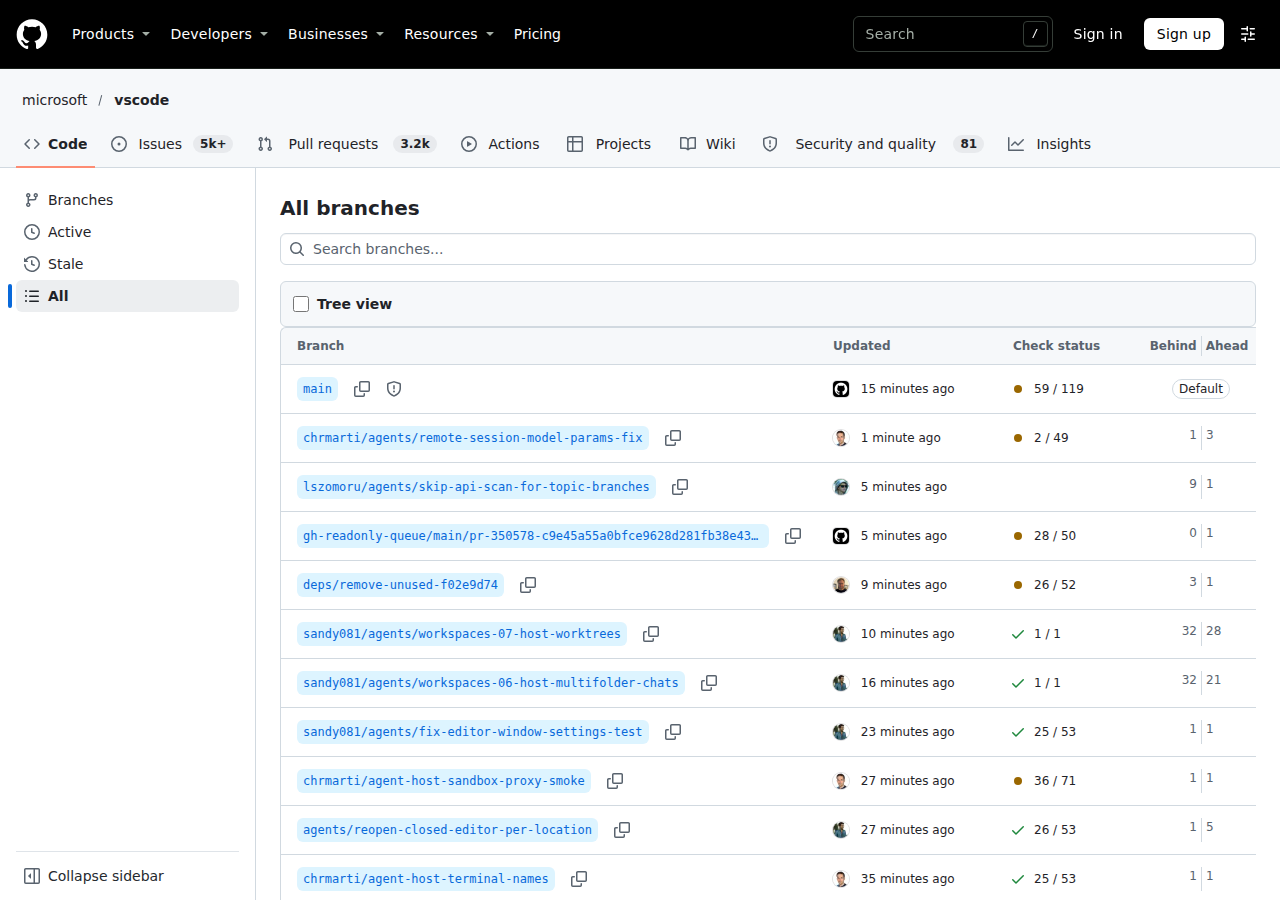 Products Developers Businesses Resources Pricing Search / Sign in Sign up
microsoft / vscode
Code Issues 5k+ Pull requests 3.2k Actions Projects Wiki Security and quality 81 Insights
Branches
Active
Stale
All
Collapse sidebar
All branches
Search branches...
Tree view
Branch Updated Check status Behind Ahead
main 15 minutes ago 59 / 119 Default
chrmarti/agents/remote-session-model-params-fix 1 minute ago 2 / 49 1 3
lszomoru/agents/skip-api-scan-for-topic-branches 5 minutes ago 9 1
gh-readonly-queue/main/pr-350578-c9e45a55a0bfce9628d281fb38e43… 5 minutes ago 28 / 50 0 1
deps/remove-unused-f02e9d74 9 minutes ago 26 / 52 3 1
sandy081/agents/workspaces-07-host-worktrees 10 minutes ago 1 / 1 32 28
sandy081/agents/workspaces-06-host-multifolder-chats 16 minutes ago 1 / 1 32 21
sandy081/agents/fix-editor-window-settings-test 23 minutes ago 25 / 53 1 1
chrmarti/agent-host-sandbox-proxy-smoke 27 minutes ago 36 / 71 1 1
agents/reopen-closed-editor-per-location 27 minutes ago 26 / 53 1 5
chrmarti/agent-host-terminal-names 35 minutes ago 25 / 53 1 1